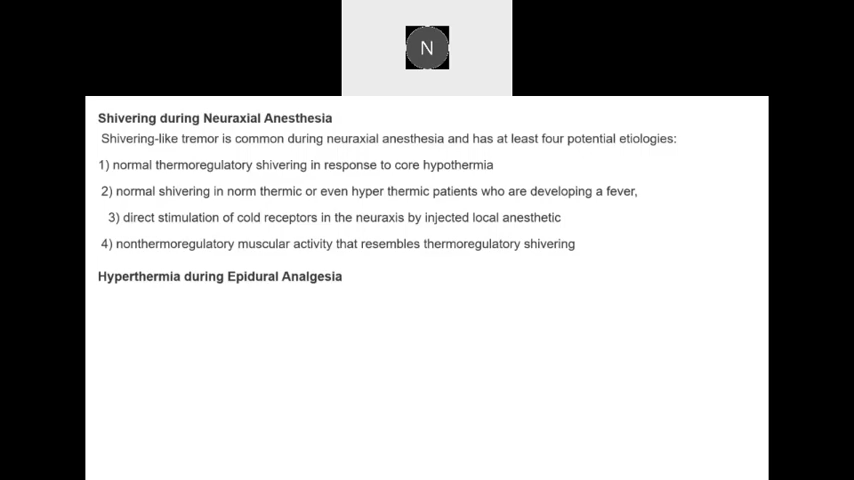 N
Shivering during Neuraxial Anesthesia
Shivering-like tremor is common during neuraxial anesthesia and has at least four potential etiologies:
1) normal thermoregulatory shivering in response to core hypothermia
2) normal shivering in norm thermic or even hyper thermic patients who are developing a fever,
3) direct stimulation of cold receptors in the neuraxis by injected local anesthetic
4) nonthermoregulatory muscular activity that resembles thermoregulatory shivering
Hyperthermia during Epidural Analgesia